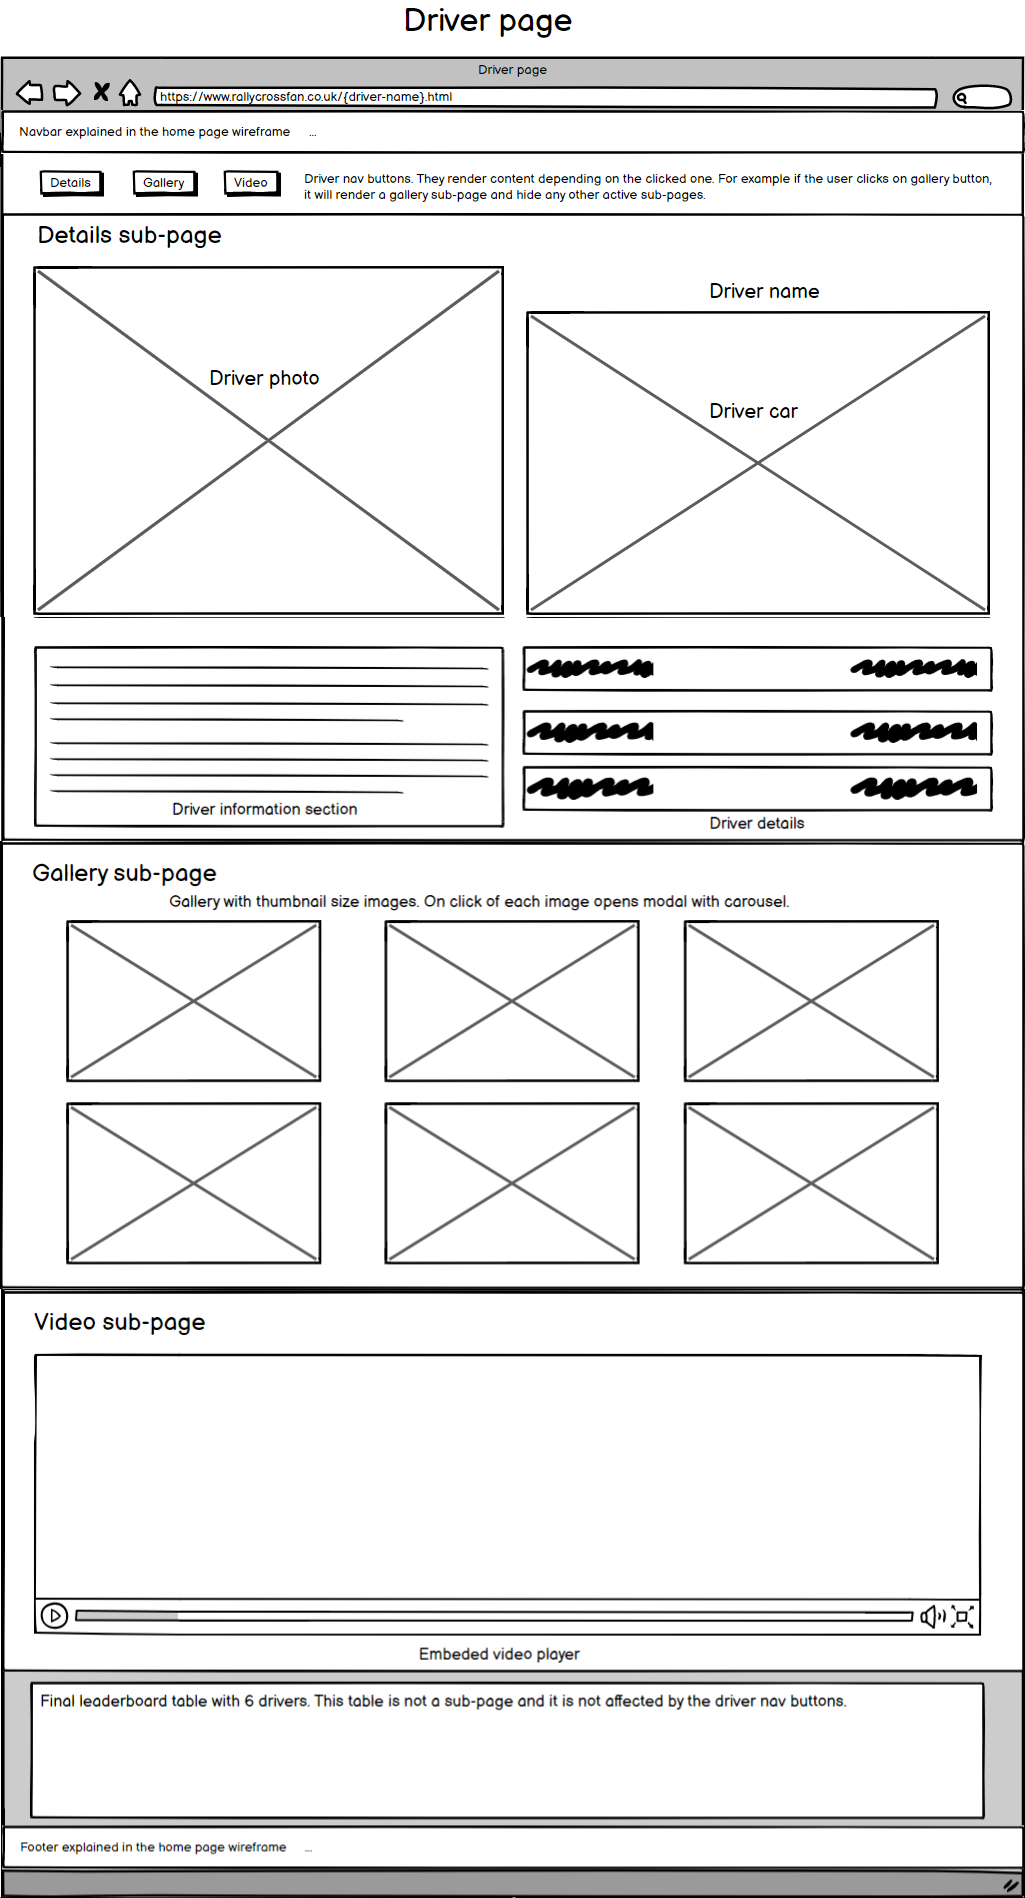 Driver page
Driver page
https://www.rallycrossfan.co.uk/{driver-name}.html
Navbar explained in the home page wireframe ...
Details Gallery Video
Driver nav buttons. They render content depending on the clicked one. For example if the user clicks on gallery button,
it will render a gallery sub-page and hide any other active sub-pages.
Details sub-page
Driver name
Driver photo
Driver car
Driver information section
Driver details
Gallery sub-page
Gallery with thumbnail size images. On click of each image opens modal with carousel.
Video sub-page
Embeded video player
Final leaderboard table with 6 drivers. This table is not a sub-page and it is not affected by the driver nav buttons.
Footer explained in the home page wireframe ...